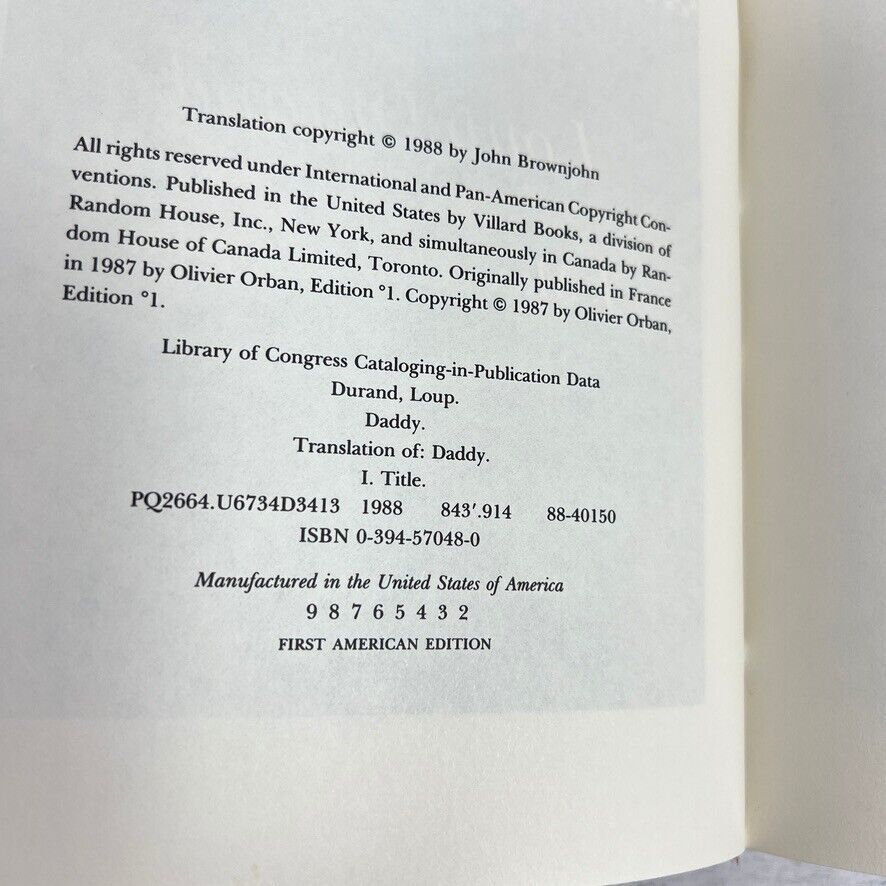 Translation copyright © 1988 by John Brownjohn
All rights reserved under International and Pan-American Copyright Con-
ventions. Published in the United States by Villard Books, a division of
Random House, Inc., New York, and simultaneously in Canada by Ran-
dom House of Canada Limited, Toronto. Originally published in France
in 1987 by Olivier Orban, Edition °1. Copyright © 1987 by Olivier Orban,
Edition °1.
Library of Congress Cataloging-in-Publication Data
Durand, Loup.
Daddy.
Translation of: Daddy.
I. Title.
PQ2664.U6734D3413 1988 843′.914 88-40150
ISBN 0-394-57048-0
Manufactured in the United States of America
9 8 7 6 5 4 3 2
FIRST AMERICAN EDITION